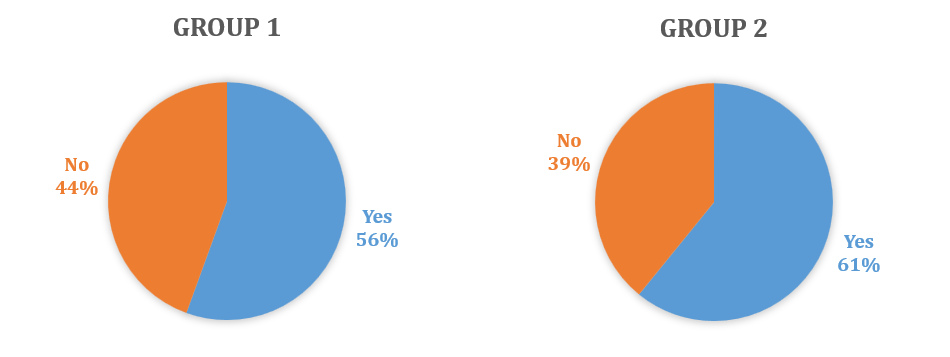 GROUP 1
No
44%
Yes
56%
GROUP 2
No
39%
Yes
61%